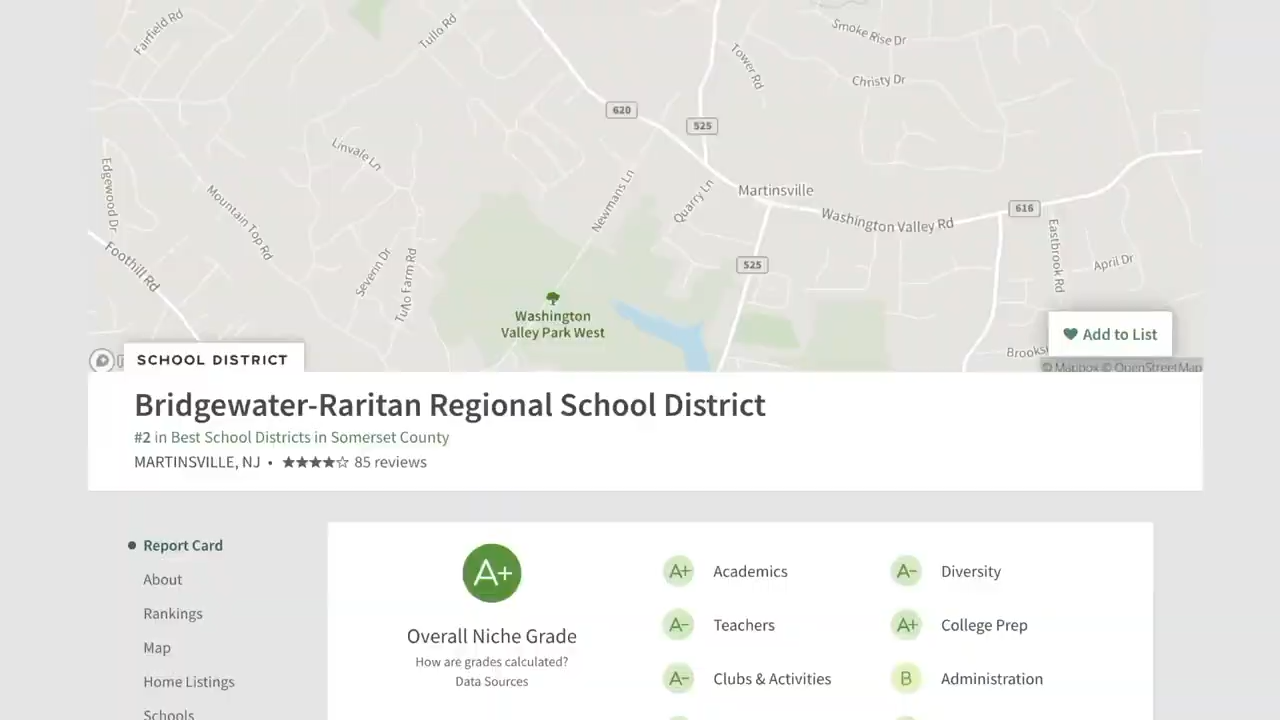 Fairfield Rd
Tullo Rd
Smoke Rise Dr
Tower Rd
Christy Dr
620
525
Linvale Ln
Edgewood Dr
Mountain Top Rd
Newmans Ln
Quarry Ln
Martinsville
616
Washington Valley Rd
Foothill Rd
Severin Dr
Tullo Farm Rd
525
Eastbrook Rd
April Dr
Washington
Valley Park West
Add to List
Brooks
SCHOOL DISTRICT
© Mapbox © OpenStreetMap
Bridgewater-Raritan Regional School District
#2 in Best School Districts in Somerset County
MARTINSVILLE, NJ • ★★★★☆ 85 reviews
Report Card
About
Rankings
Map
Home Listings
Schools
A+
Overall Niche Grade
How are grades calculated?
Data Sources
A+ Academics
A- Diversity
A- Teachers
A+ College Prep
A- Clubs & Activities
B Administration